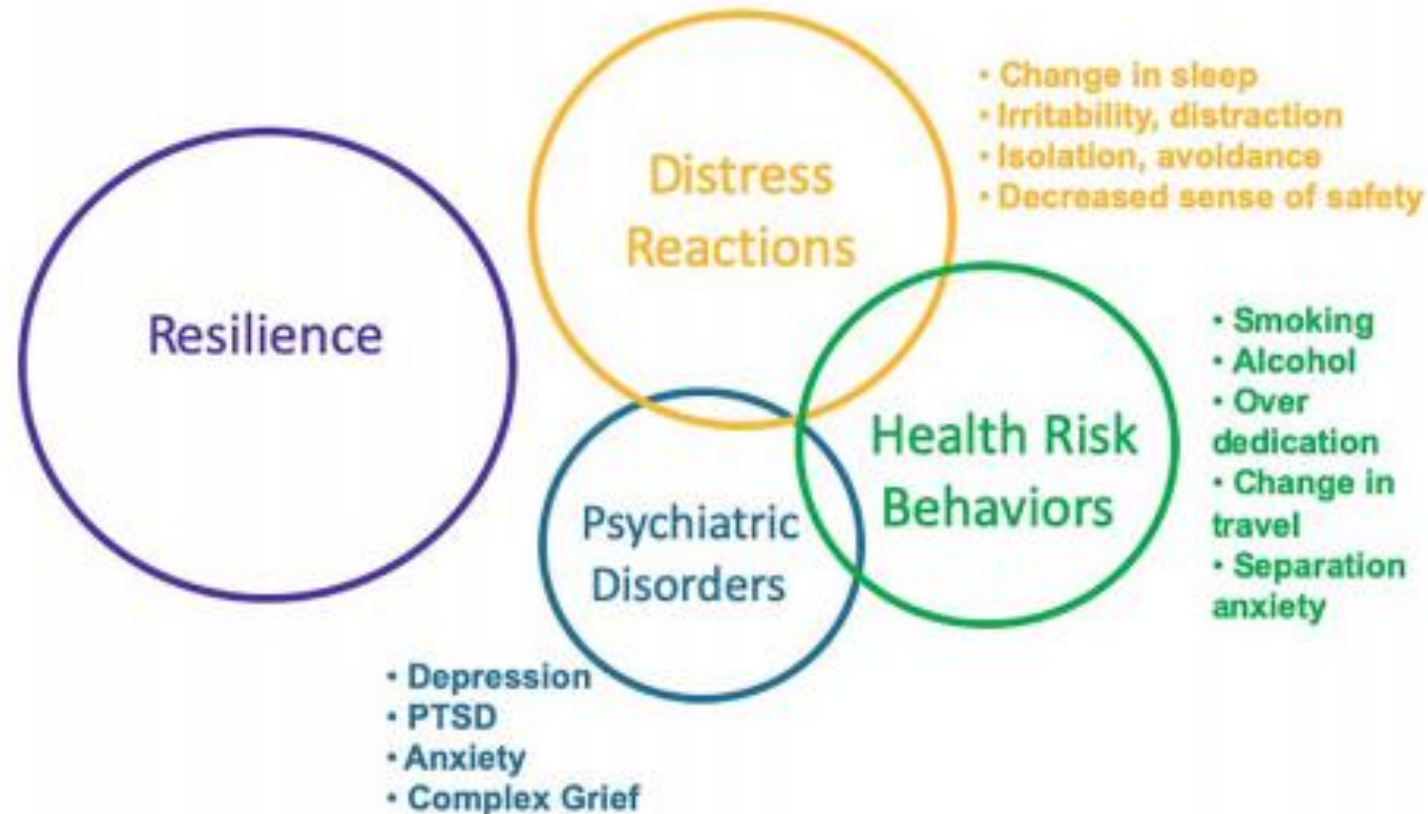 Resilience
Distress
Reactions
• Change in sleep
• Irritability, distraction
• Isolation, avoidance
• Decreased sense of safety
Health Risk
Behaviors
• Smoking
• Alcohol
• Over
dedication
• Change in
travel
• Separation
anxiety
Psychiatric
Disorders
• Depression
• PTSD
• Anxiety
• Complex Grief